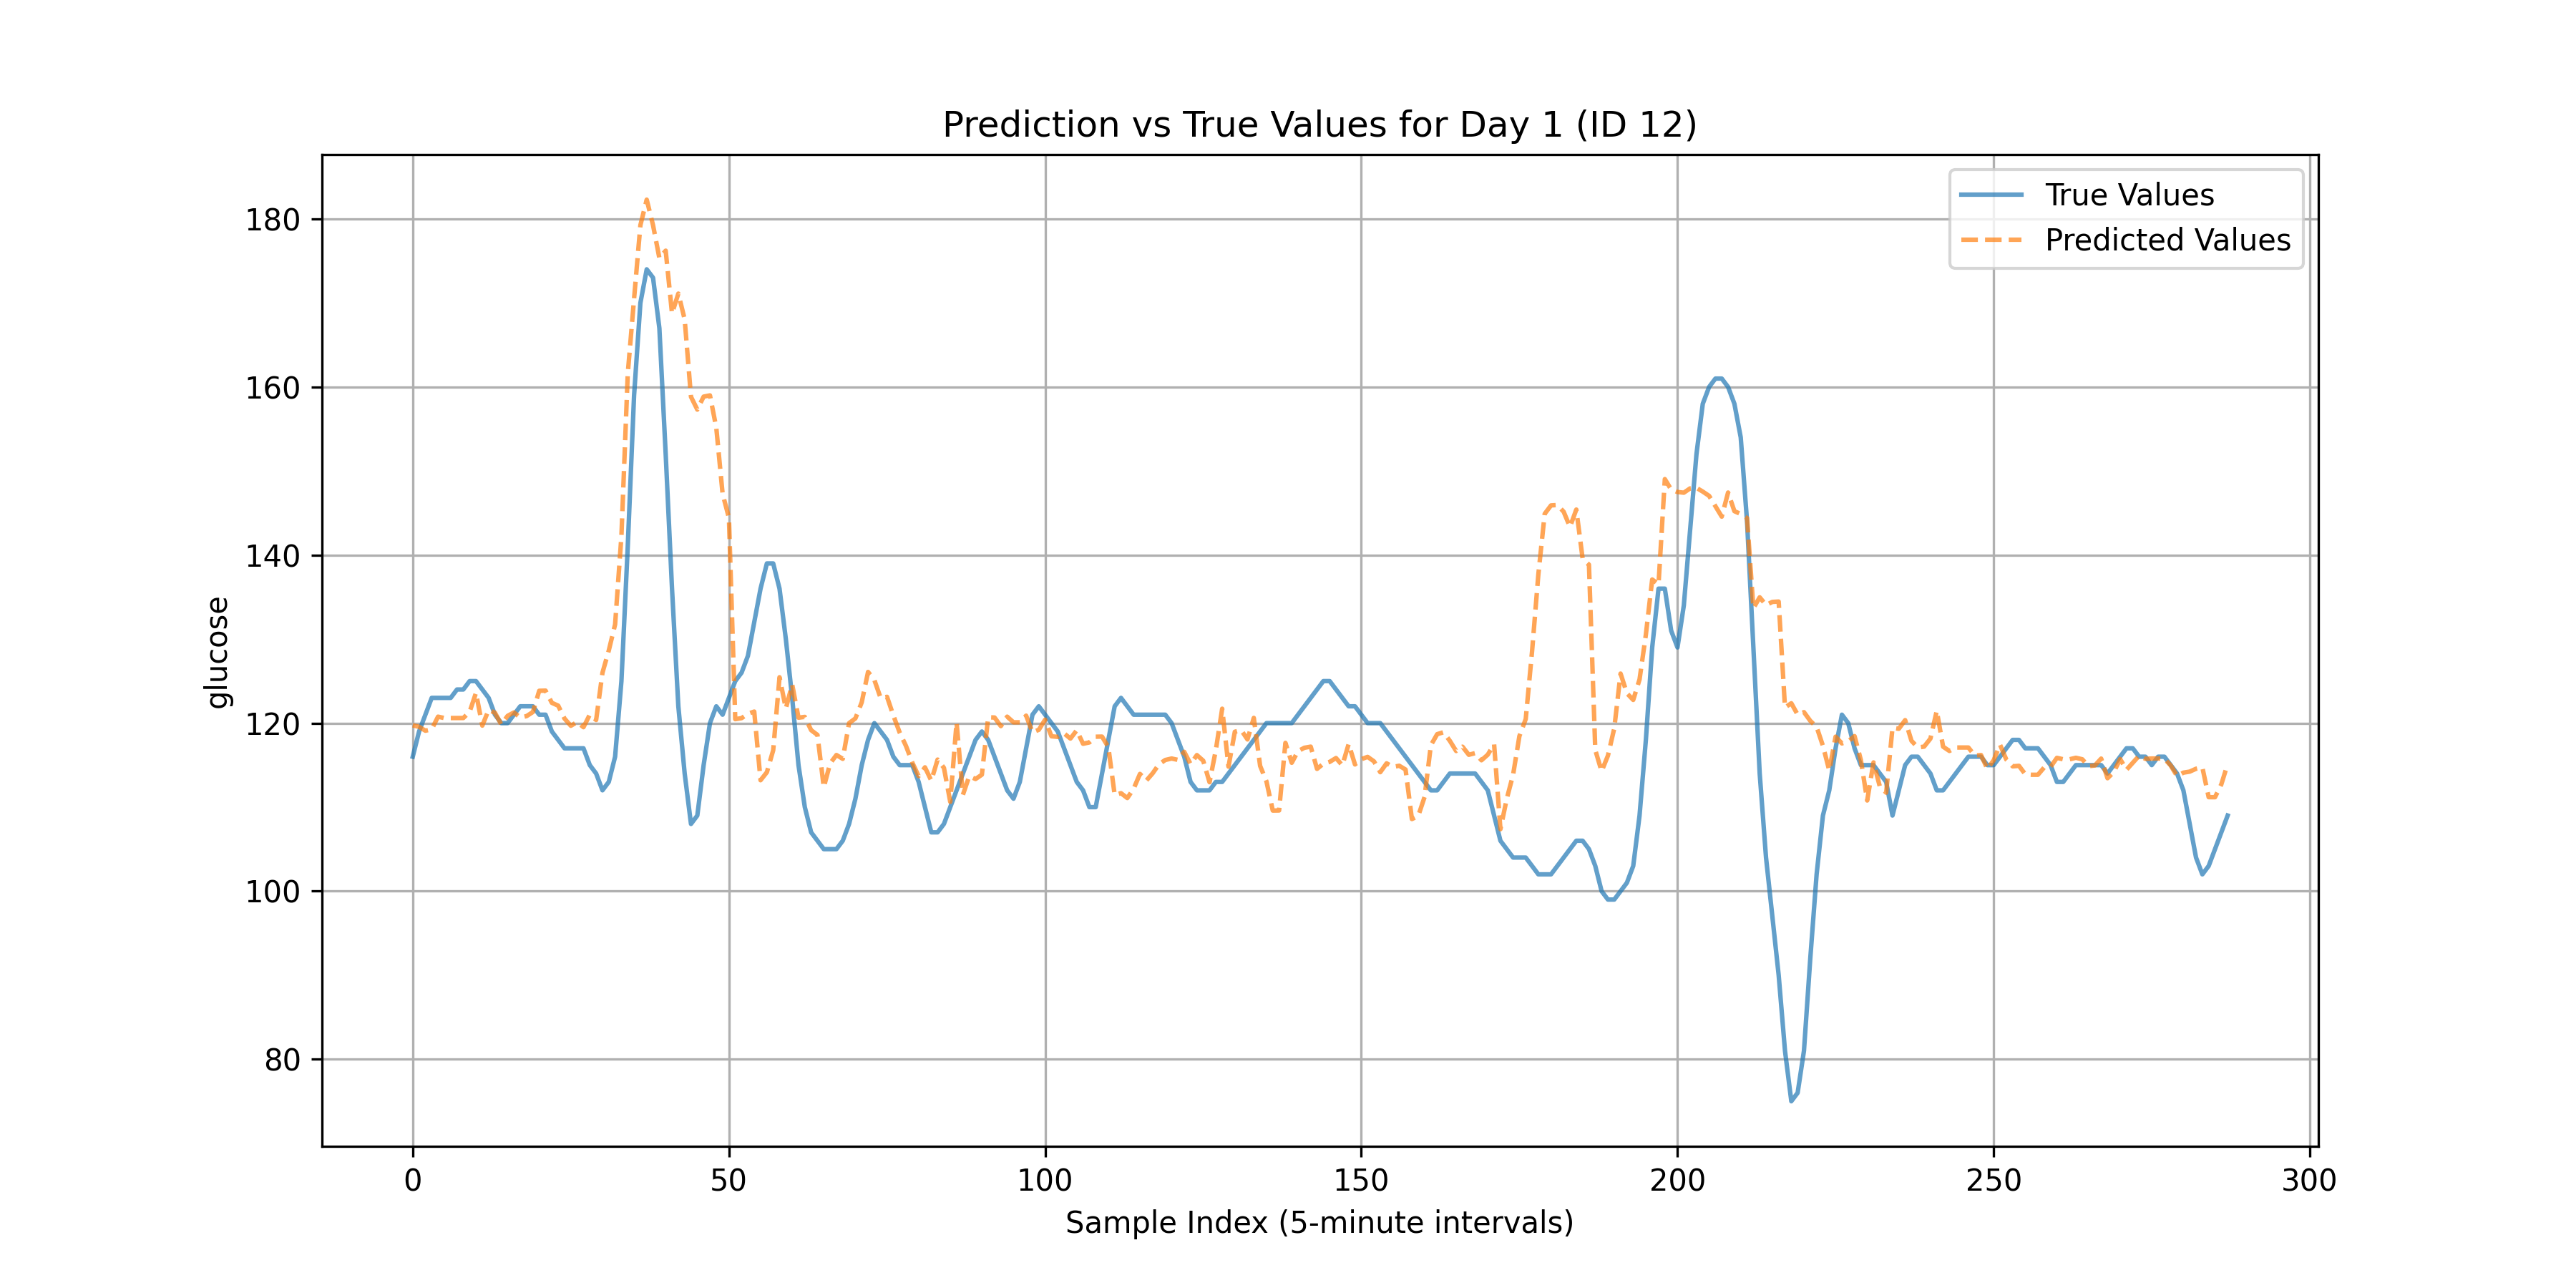 Prediction vs True Values for Day 1 (ID 12)
True Values
Predicted Values
180
160
140
120
100
80
glucose
0 50 100 150 200 250 300
Sample Index (5-minute intervals)